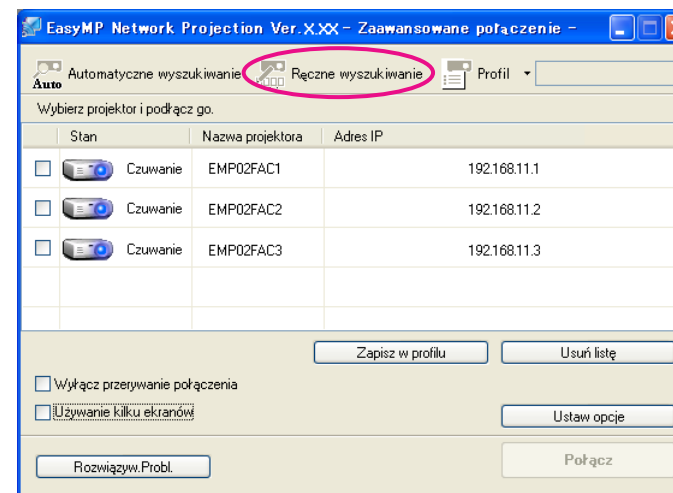 EasyMP Network Projection Ver.X.XX - Zaawansowane połączenie -
Auto Automatyczne wyszukiwanie Ręczne wyszukiwanie Profil
Wybierz projektor i podłącz go.
Stan Nazwa projektora Adres IP
Czuwanie EMP02FAC1 192.168.11.1
Czuwanie EMP02FAC2 192.168.11.2
Czuwanie EMP02FAC3 192.168.11.3
Zapisz w profilu Usuń listę
Wyłącz przerywanie połączenia
Używanie kilku ekranów
Ustaw opcje
Rozwiązyw.Probl. Połącz